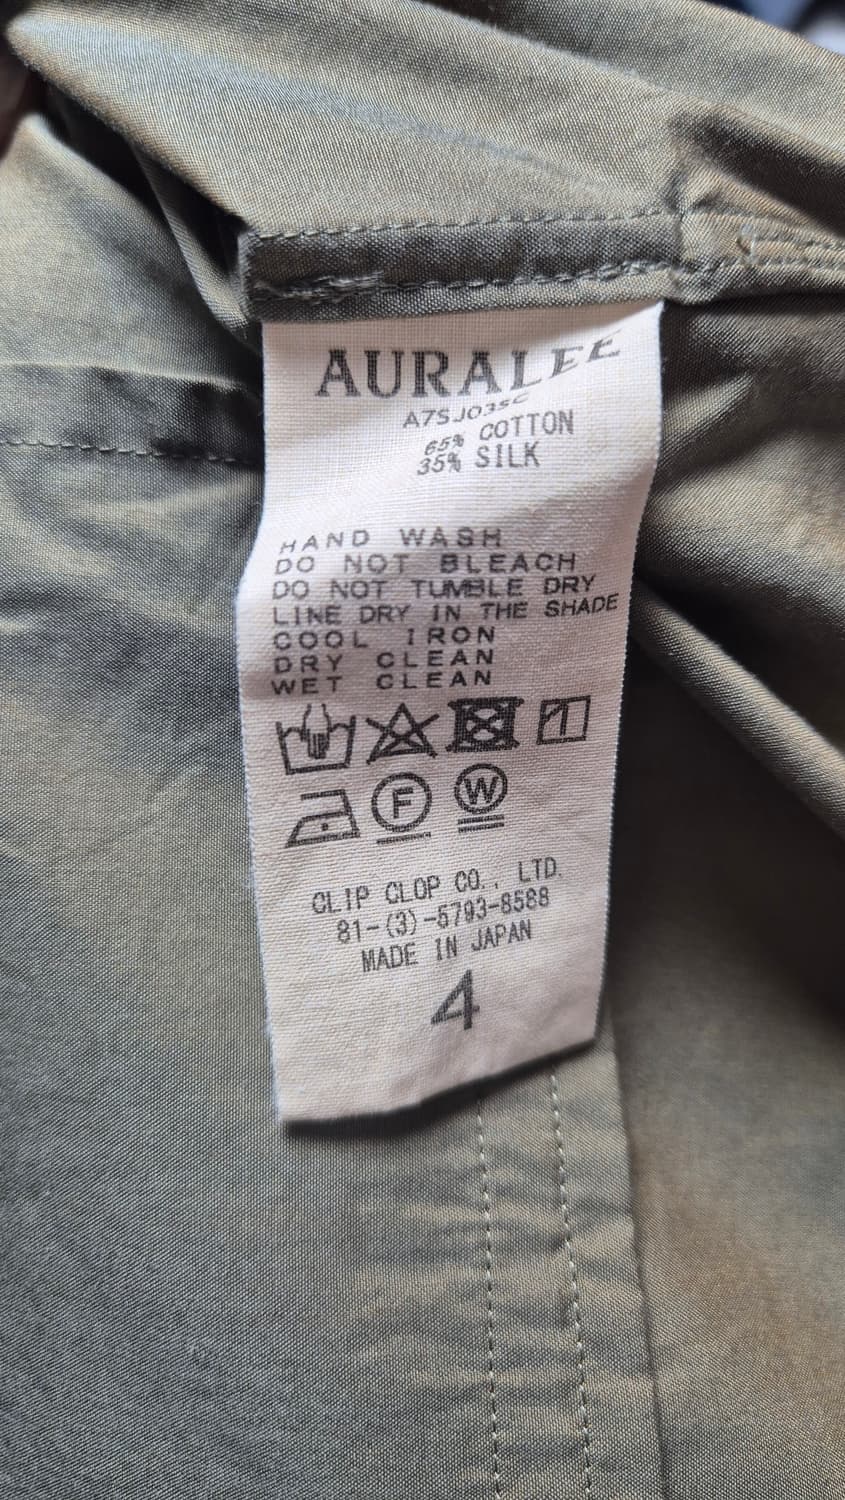 AURALEE
A7SJ03SC
65% COTTON
35% SILK
HAND WASH
DO NOT BLEACH
DO NOT TUMBLE DRY
LINE DRY IN THE SHADE
COOL IRON
DRY CLEAN
WET CLEAN
F W
CLIP CLOP CO., LTD.
81-(3)-5793-8588
MADE IN JAPAN
4